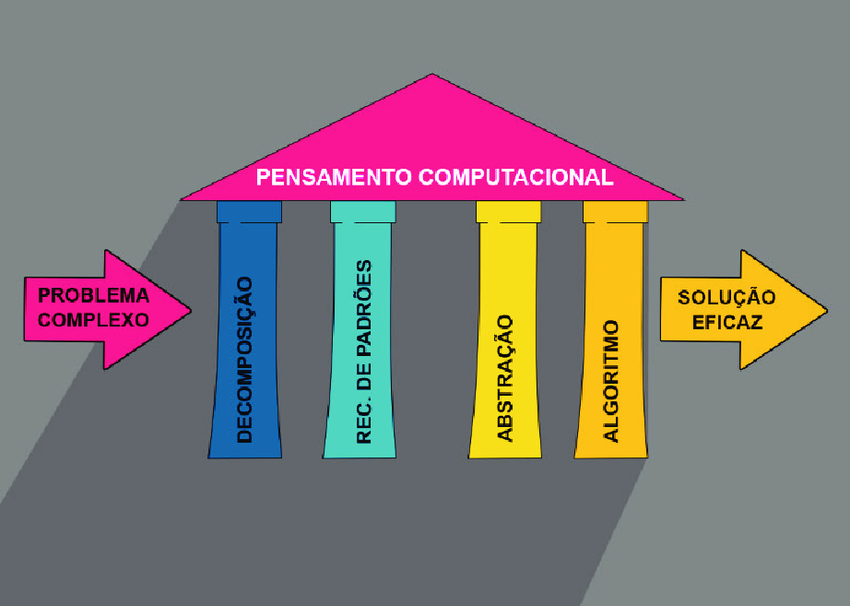 PENSAMENTO COMPUTACIONAL
PROBLEMA
COMPLEXO
DECOMPOSIÇÃO
REC. DE PADRÕES
ABSTRAÇÃO
ALGORITMO
SOLUÇÃO
EFICAZ